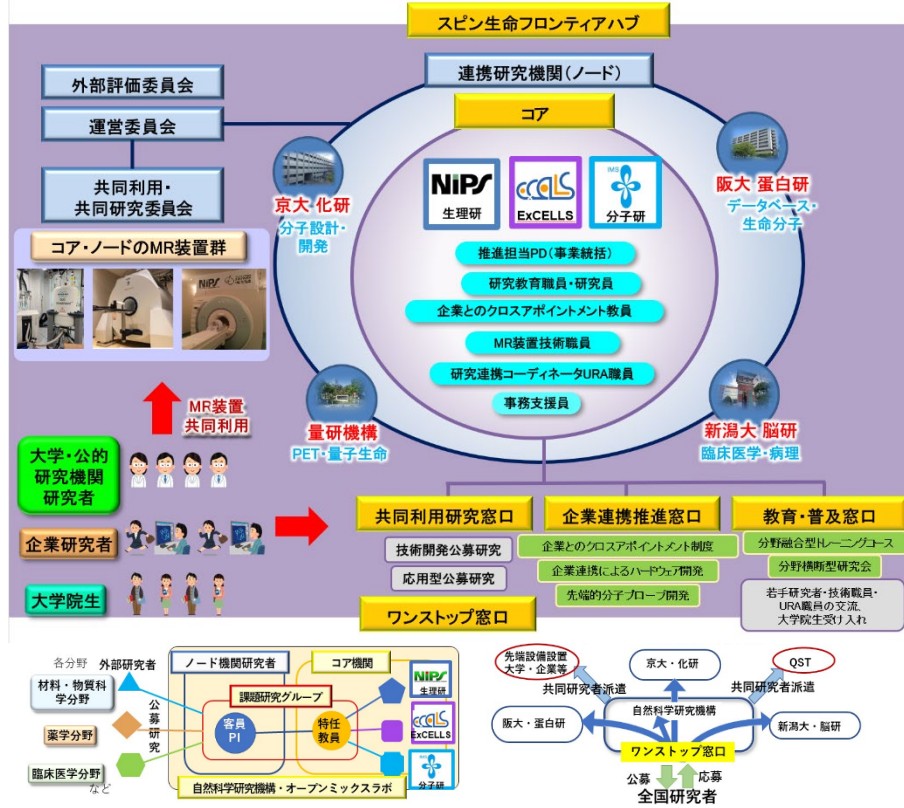 スピン生命フロンティアハブ
連携研究機関(ノード)
外部評価委員会
運営委員会
共同利用・
共同研究委員会
コア
NiPS
生理研
ExCELLS
IMS
分子研
京大 化研
分子設計・
開発
阪大 蛋白研
データベース・
生命分子
コア・ノードのMR装置群
NiPS
推進担当PD(事業統括)
研究教育職員・研究員
企業とのクロスアポイントメント教員
MR装置技術職員
研究連携コーディネータURA職員
事務支援員
量研機構
PET・量子生命
新潟大 脳研
臨床医学・病理
MR装置
共同利用
大学・公的
研究機関
研究者
企業研究者
大学院生
共同利用研究窓口
技術開発公募研究
応用型公募研究
企業連携推進窓口
企業とのクロスアポイントメント制度
企業連携によるハードウェア開発
先端的分子プローブ開発
教育・普及窓口
分野融合型トレーニングコース
分野横断型研究会
若手研究者・技術職員・
URA職員の交流、
大学院生受け入れ
ワンストップ窓口
各分野
外部研究者
材料・物質科
学分野
薬学分野
臨床医学分野
など
公募研究
ノード機関研究者
コア機関
課題研究グループ
客員
PI
特任
教員
NiPS
生理研
ExCELLS
IMS
分子研
自然科学研究機構・オープンミックスラボ
先端設備設置
大学・企業等
京大・化研
QST
共同研究者派遣
共同研究者派遣
自然科学研究機構
阪大・蛋白研
新潟大・脳研
ワンストップ窓口
公募
応募
全国研究者